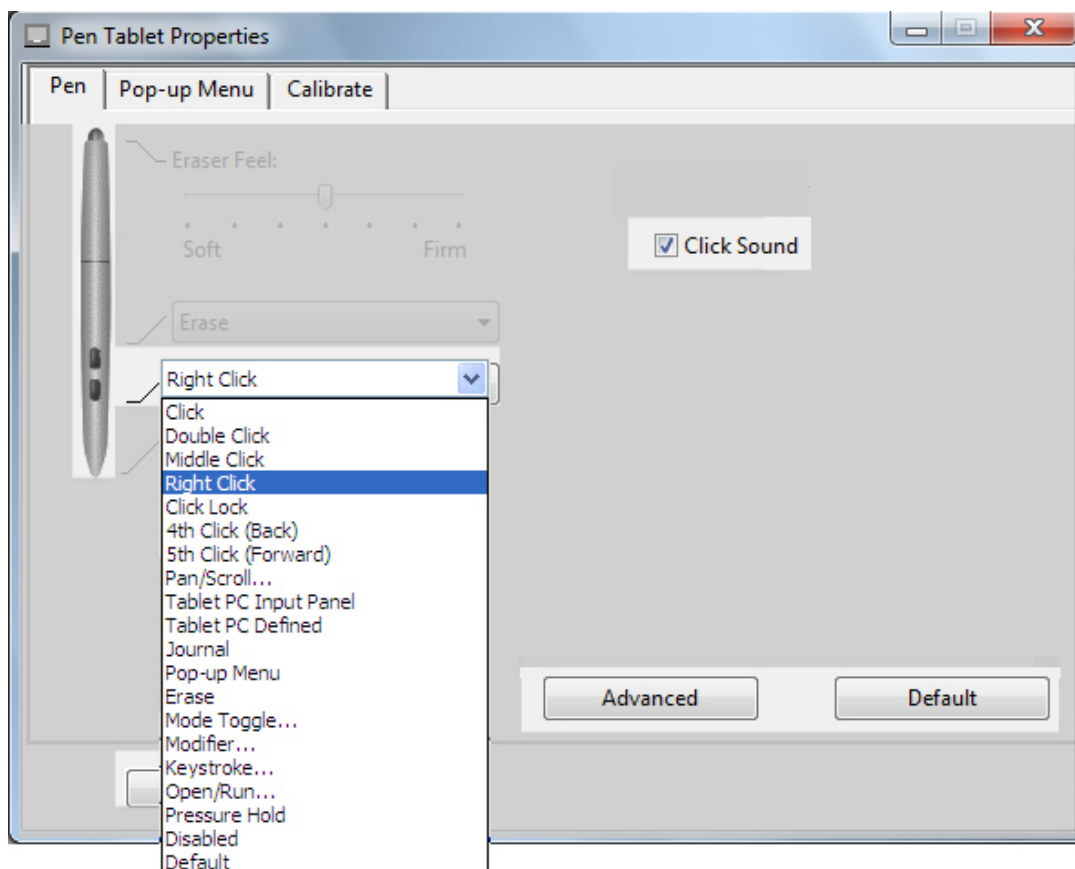 Pen Tablet Properties
Pen Pop-up Menu Calibrate
Eraser Feel:
Soft Firm
Click Sound
Erase
Right Click
Click
Double Click
Middle Click
Right Click
Click Lock
4th Click (Back)
5th Click (Forward)
Pan/Scroll...
Tablet PC Input Panel
Tablet PC Defined
Journal
Pop-up Menu
Erase
Mode Toggle...
Modifier...
Keystroke...
Open/Run...
Pressure Hold
Disabled
Default
Advanced Default